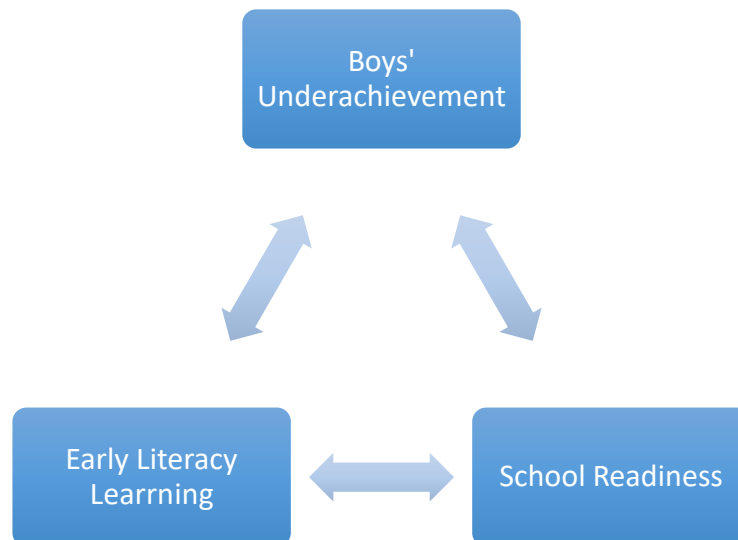 Boys'
Underachievement
Early Literacy
Learrning
School Readiness